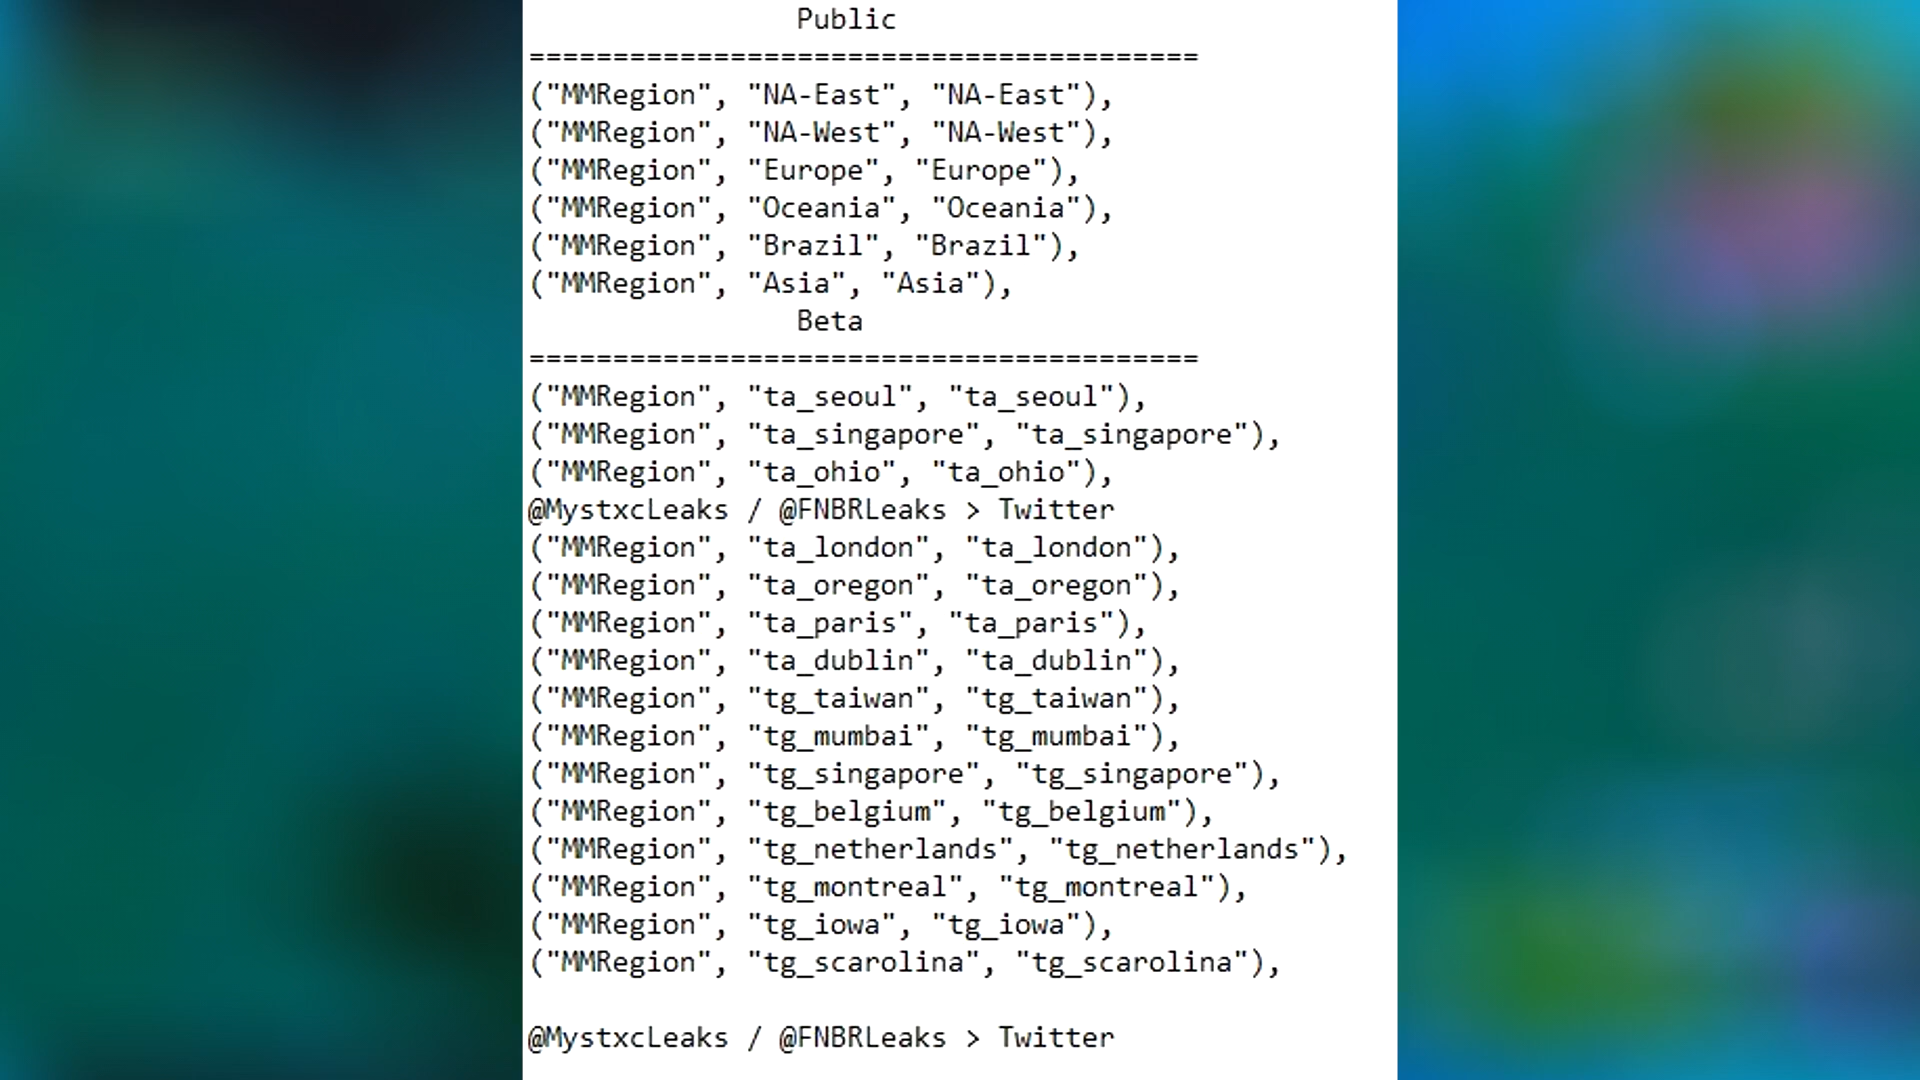 Public
========================================
("MMRegion", "NA-East", "NA-East"),
("MMRegion", "NA-West", "NA-West"),
("MMRegion", "Europe", "Europe"),
("MMRegion", "Oceania", "Oceania"),
("MMRegion", "Brazil", "Brazil"),
("MMRegion", "Asia", "Asia"),
Beta
========================================
("MMRegion", "ta_seoul", "ta_seoul"),
("MMRegion", "ta_singapore", "ta_singapore"),
("MMRegion", "ta_ohio", "ta_ohio"),
@MystxcLeaks / @FNBRLeaks > Twitter
("MMRegion", "ta_london", "ta_london"),
("MMRegion", "ta_oregon", "ta_oregon"),
("MMRegion", "ta_paris", "ta_paris"),
("MMRegion", "ta_dublin", "ta_dublin"),
("MMRegion", "tg_taiwan", "tg_taiwan"),
("MMRegion", "tg_mumbai", "tg_mumbai"),
("MMRegion", "tg_singapore", "tg_singapore"),
("MMRegion", "tg_belgium", "tg_belgium"),
("MMRegion", "tg_netherlands", "tg_netherlands"),
("MMRegion", "tg_montreal", "tg_montreal"),
("MMRegion", "tg_iowa", "tg_iowa"),
("MMRegion", "tg_scarolina", "tg_scarolina"),
@MystxcLeaks / @FNBRLeaks > Twitter